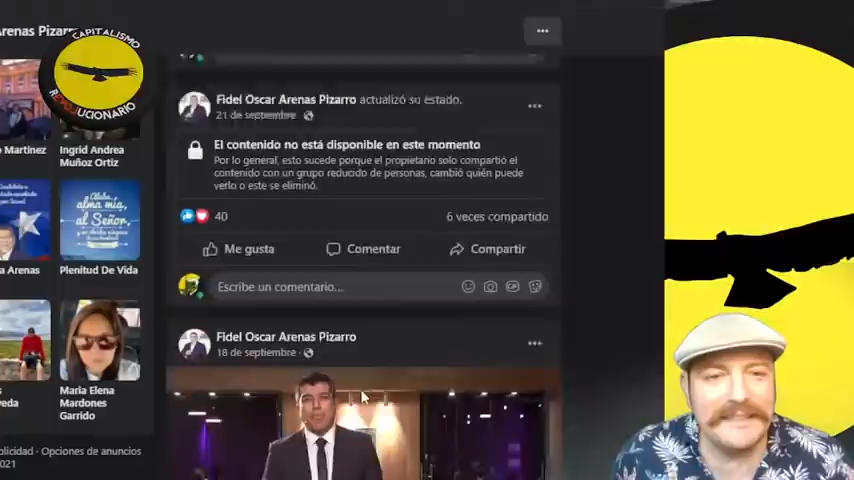 Arenas Pizarro
CAPITALISMO
REVOLUCIONARIO
Martinez
Ingrid Andrea
Muñoz Ortiz
Arenas
Alaba,
alma mía,
al Señor,
Plenitud De Vida
Maria Elena
Mardones
Garrido
Opciones de anuncios
2021
Fidel Oscar Arenas Pizarro actualizó su estado.
21 de septiembre
El contenido no está disponible en este momento
Por lo general, esto sucede porque el propietario solo compartió el
contenido con un grupo reducido de personas, cambió quién puede
verlo o este se eliminó.
40
6 veces compartido
Me gusta
Comentar
Compartir
Escribe un comentario...
GIF
Fidel Oscar Arenas Pizarro
18 de septiembre